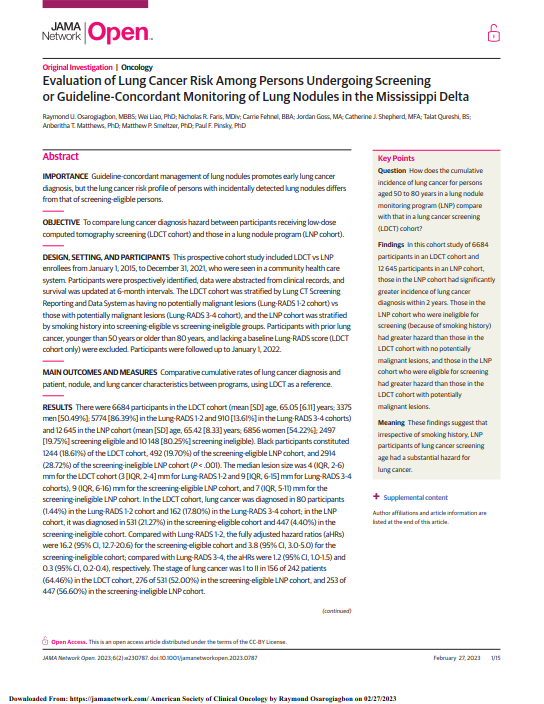 JAMA
Network Open™
Original Investigation | Oncology
Evaluation of Lung Cancer Risk Among Persons Undergoing Screening
or Guideline-Concordant Monitoring of Lung Nodules in the Mississippi Delta
Raymond U. Osarogiagbon, MBBS; Wei Liao, PhD; Nicholas R. Faris, MDiv; Carrie Fehnel, BBA; Jordan Goss, MA; Catherine J. Shepherd, MFA; Talat Qureshi, BS;
Anberitha T. Matthews, PhD; Matthew P. Smeltzer, PhD; Paul F. Pinsky, PhD
Abstract
IMPORTANCE Guideline-concordant management of lung nodules promotes early lung cancer
diagnosis, but the lung cancer risk profile of persons with incidentally detected lung nodules differs
from that of screening-eligible persons.
OBJECTIVE To compare lung cancer diagnosis hazard between participants receiving low-dose
computed tomography screening (LDCT cohort) and those in a lung nodule program (LNP cohort).
DESIGN, SETTING, AND PARTICIPANTS This prospective cohort study included LDCT vs LNP
enrollees from January 1, 2015, to December 31, 2021, who were seen in a community health care
system. Participants were prospectively identified, data were abstracted from clinical records, and
survival was updated at 6-month intervals. The LDCT cohort was stratified by Lung CT Screening
Reporting and Data System as having no potentially malignant lesions (Lung-RADS 1-2 cohort) vs
those with potentially malignant lesions (Lung-RADS 3-4 cohort), and the LNP cohort was stratified
by smoking history into screening-eligible vs screening-ineligible groups. Participants with prior lung
cancer, younger than 50 years or older than 80 years, and lacking a baseline Lung-RADS score (LDCT
cohort only) were excluded. Participants were followed up to January 1, 2022.
MAIN OUTCOMES AND MEASURES Comparative cumulative rates of lung cancer diagnosis and
patient, nodule, and lung cancer characteristics between programs, using LDCT as a reference.
RESULTS There were 6684 participants in the LDCT cohort (mean [SD] age, 65.05 [6.11] years; 3375
men [50.49%]; 5774 [86.39%] in the Lung-RADS 1-2 and 910 [13.61%] in the Lung-RADS 3-4 cohorts)
and 12 645 in the LNP cohort (mean [SD] age, 65.42 [8.33] years; 6856 women [54.22%]; 2497
[19.75%] screening eligible and 10 148 [80.25%] screening ineligible). Black participants constituted
1244 (18.61%) of the LDCT cohort, 492 (19.70%) of the screening-eligible LNP cohort, and 2914
(28.72%) of the screening-ineligible LNP cohort (P < .001). The median lesion size was 4 (IQR, 2-6)
mm for the LDCT cohort (3 [IQR, 2-4] mm for Lung-RADS 1-2 and 9 [IQR, 6-15] mm for Lung-RADS 3-4
cohorts), 9 (IQR, 6-16) mm for the screening-eligible LNP cohort, and 7 (IQR, 5-11) mm for the
screening-ineligible LNP cohort. In the LDCT cohort, lung cancer was diagnosed in 80 participants
(1.44%) in the Lung-RADS 1-2 cohort and 162 (17.80%) in the Lung-RADS 3-4 cohort; in the LNP
cohort, it was diagnosed in 531 (21.27%) in the screening-eligible cohort and 447 (4.40%) in the
screening-ineligible cohort. Compared with Lung-RADS 1-2, the fully adjusted hazard ratios (aHRs)
were 16.2 (95% CI, 12.7-20.6) for the screening-eligible cohort and 3.8 (95% CI, 3.0-5.0) for the
screening-ineligible cohort; compared with Lung-RADS 3-4, the aHRs were 1.2 (95% CI, 1.0-1.5) and
0.3 (95% CI, 0.2-0.4), respectively. The stage of lung cancer was I to II in 156 of 242 patients
(64.46%) in the LDCT cohort, 276 of 531 (52.00%) in the screening-eligible LNP cohort, and 253 of
447 (56.60%) in the screening-ineligible LNP cohort.
(continued)
Key Points
Question How does the cumulative
incidence of lung cancer for persons
aged 50 to 80 years in a lung nodule
monitoring program (LNP) compare
with that in a lung cancer screening
(LDCT) cohort?
Findings In this cohort study of 6684
participants in an LDCT cohort and
12 645 participants in an LNP cohort,
those in the LNP cohort had significantly
greater incidence of lung cancer
diagnosis within 2 years. Those in the
LNP cohort who were ineligible for
screening (because of smoking history)
had greater hazard than those in the
LDCT cohort with no potentially
malignant lesions, and those in the LNP
cohort who were eligible for screening
had greater hazard than those in the
LDCT cohort with potentially
malignant lesions.
Meaning These findings suggest that
irrespective of smoking history, LNP
participants of lung cancer screening
age had a substantial hazard for
lung cancer.
+ Supplemental content
Author affiliations and article information are
listed at the end of this article.
Open Access. This is an open access article distributed under the terms of the CC-BY License.
JAMA Network Open. 2023;6(2):e230787. doi:10.1001/jamanetworkopen.2023.0787
February 27, 2023 1/15
Downloaded From: https://jamanetwork.com/ American Society of Clinical Oncology by Raymond Osarogiagbon on 02/27/2023